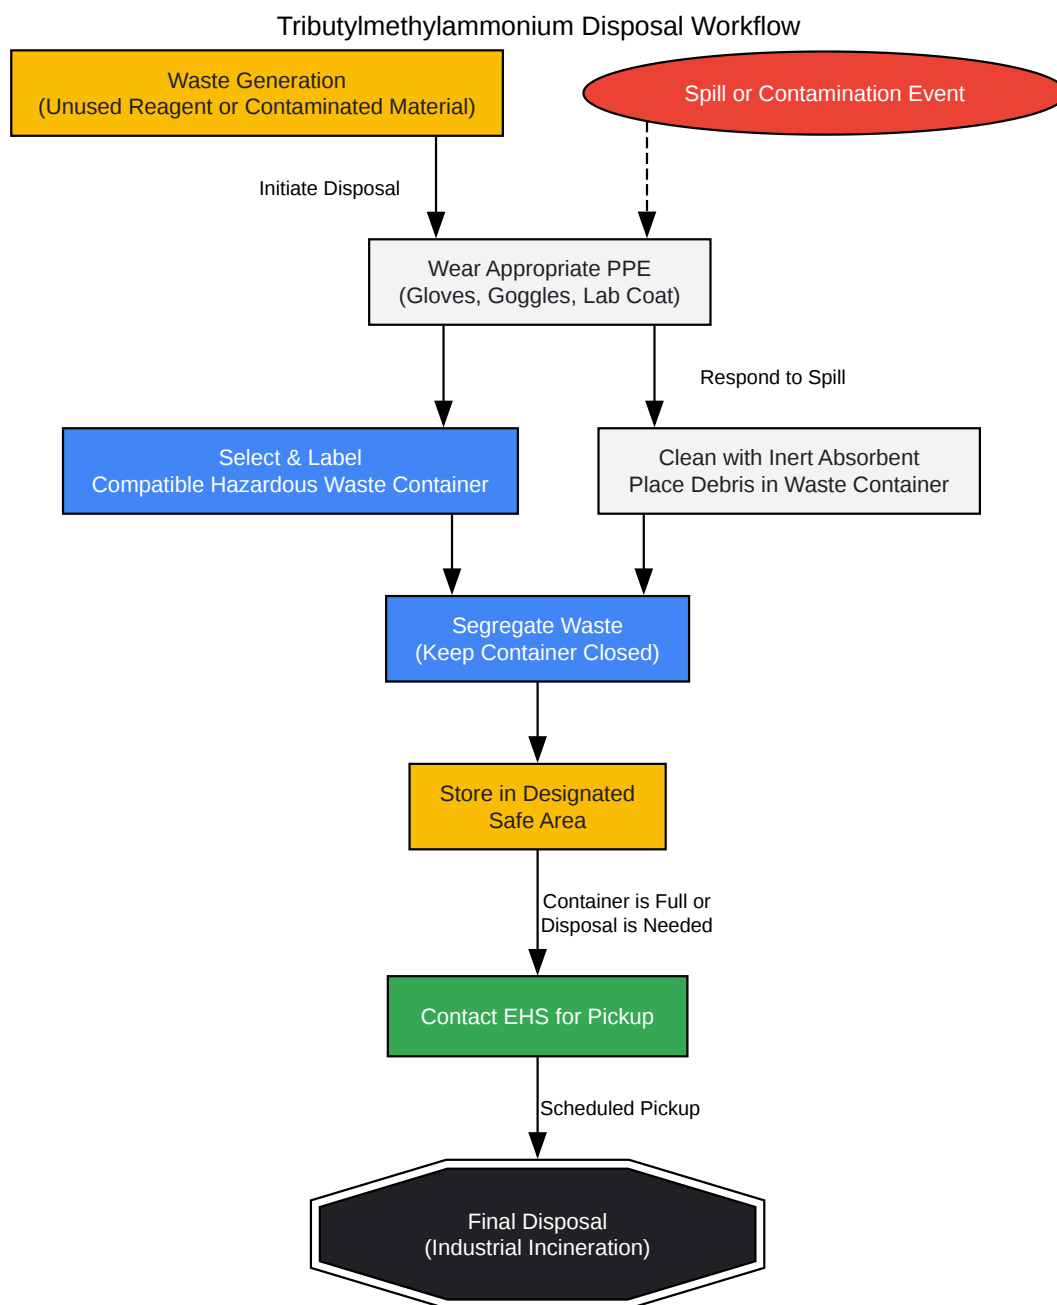 Tributylmethylammonium Disposal Workflow
Waste Generation
(Unused Reagent or Contaminated Material)
Spill or Contamination Event
Initiate Disposal
Wear Appropriate PPE
(Gloves, Goggles, Lab Coat)
Respond to Spill
Select & Label
Compatible Hazardous Waste Container
Clean with Inert Absorbent
Place Debris in Waste Container
Segregate Waste
(Keep Container Closed)
Store in Designated
Safe Area
Container is Full or
Disposal is Needed
Contact EHS for Pickup
Scheduled Pickup
Final Disposal
(Industrial Incineration)